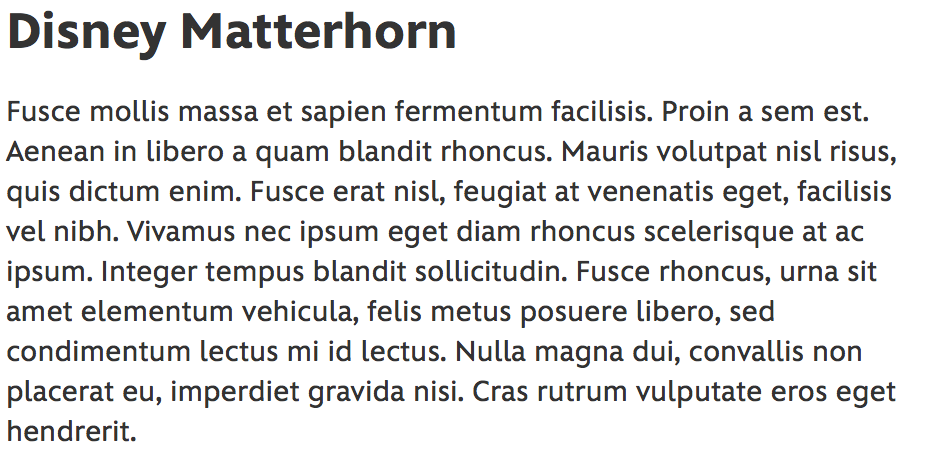 Disney Matterhorn
Fusce mollis massa et sapien fermentum facilisis. Proin a sem est.
Aenean in libero a quam blandit rhoncus. Mauris volutpat nisl risus,
quis dictum enim. Fusce erat nisl, feugiat at venenatis eget, facilisis
vel nibh. Vivamus nec ipsum eget diam rhoncus scelerisque at ac
ipsum. Integer tempus blandit sollicitudin. Fusce rhoncus, urna sit
amet elementum vehicula, felis metus posuere libero, sed
condimentum lectus mi id lectus. Nulla magna dui, convallis non
placerat eu, imperdiet gravida nisi. Cras rutrum vulputate eros eget
hendrerit.